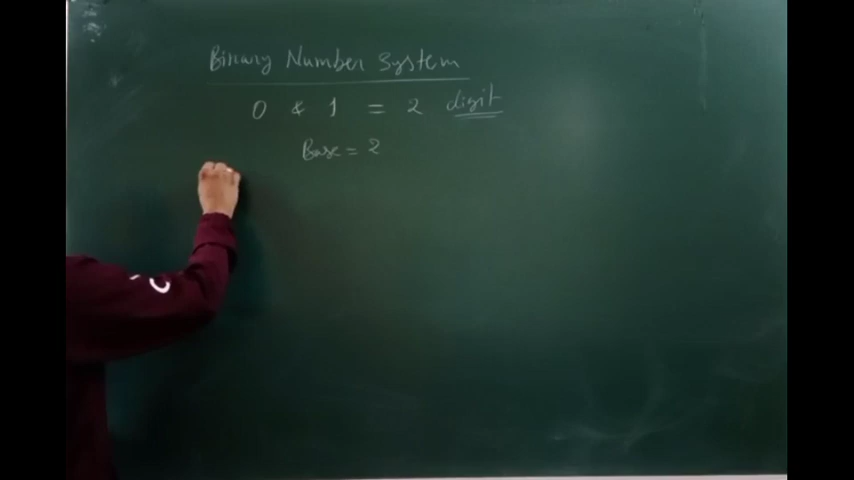 Binary Number System
0 & 1 = 2 digit
Base = 2